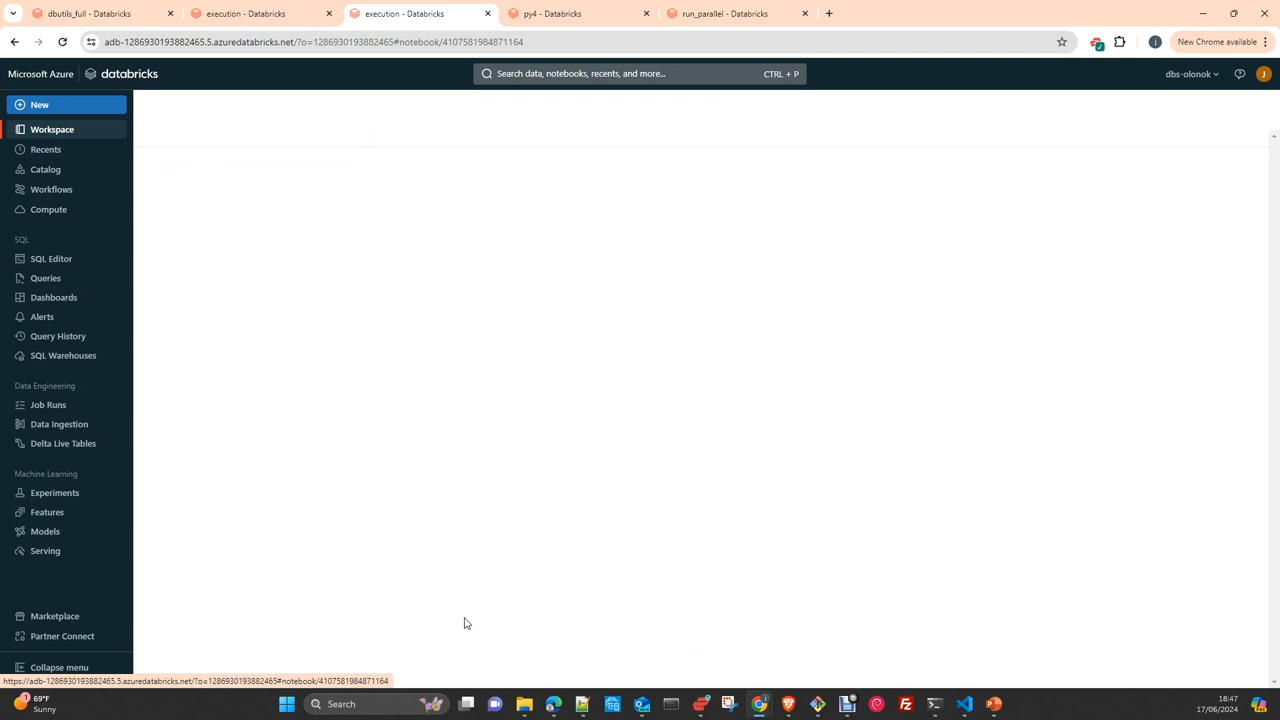 dbutils_full - Databricks
execution - Databricks
execution - Databricks
py4 - Databricks
run_parallel - Databricks
adb-1286930193882465.5.azuredatabricks.net/?o=1286930193882465#notebook/4107581984871164
New Chrome available
Microsoft Azure
databricks
Search data, notebooks, recents, and more...
CTRL + P
dbs-olonok
J
New
Workspace
Recents
Catalog
Workflows
Compute
SQL
SQL Editor
Queries
Dashboards
Alerts
Query History
SQL Warehouses
Data Engineering
Job Runs
Data Ingestion
Delta Live Tables
Machine Learning
Experiments
Features
Models
Serving
Marketplace
Partner Connect
Collapse menu
https://adb-1286930193882465.5.azuredatabricks.net/?o=1286930193882465#notebook/4107581984871164
69°F
Sunny
Search
18:47
17/06/2024